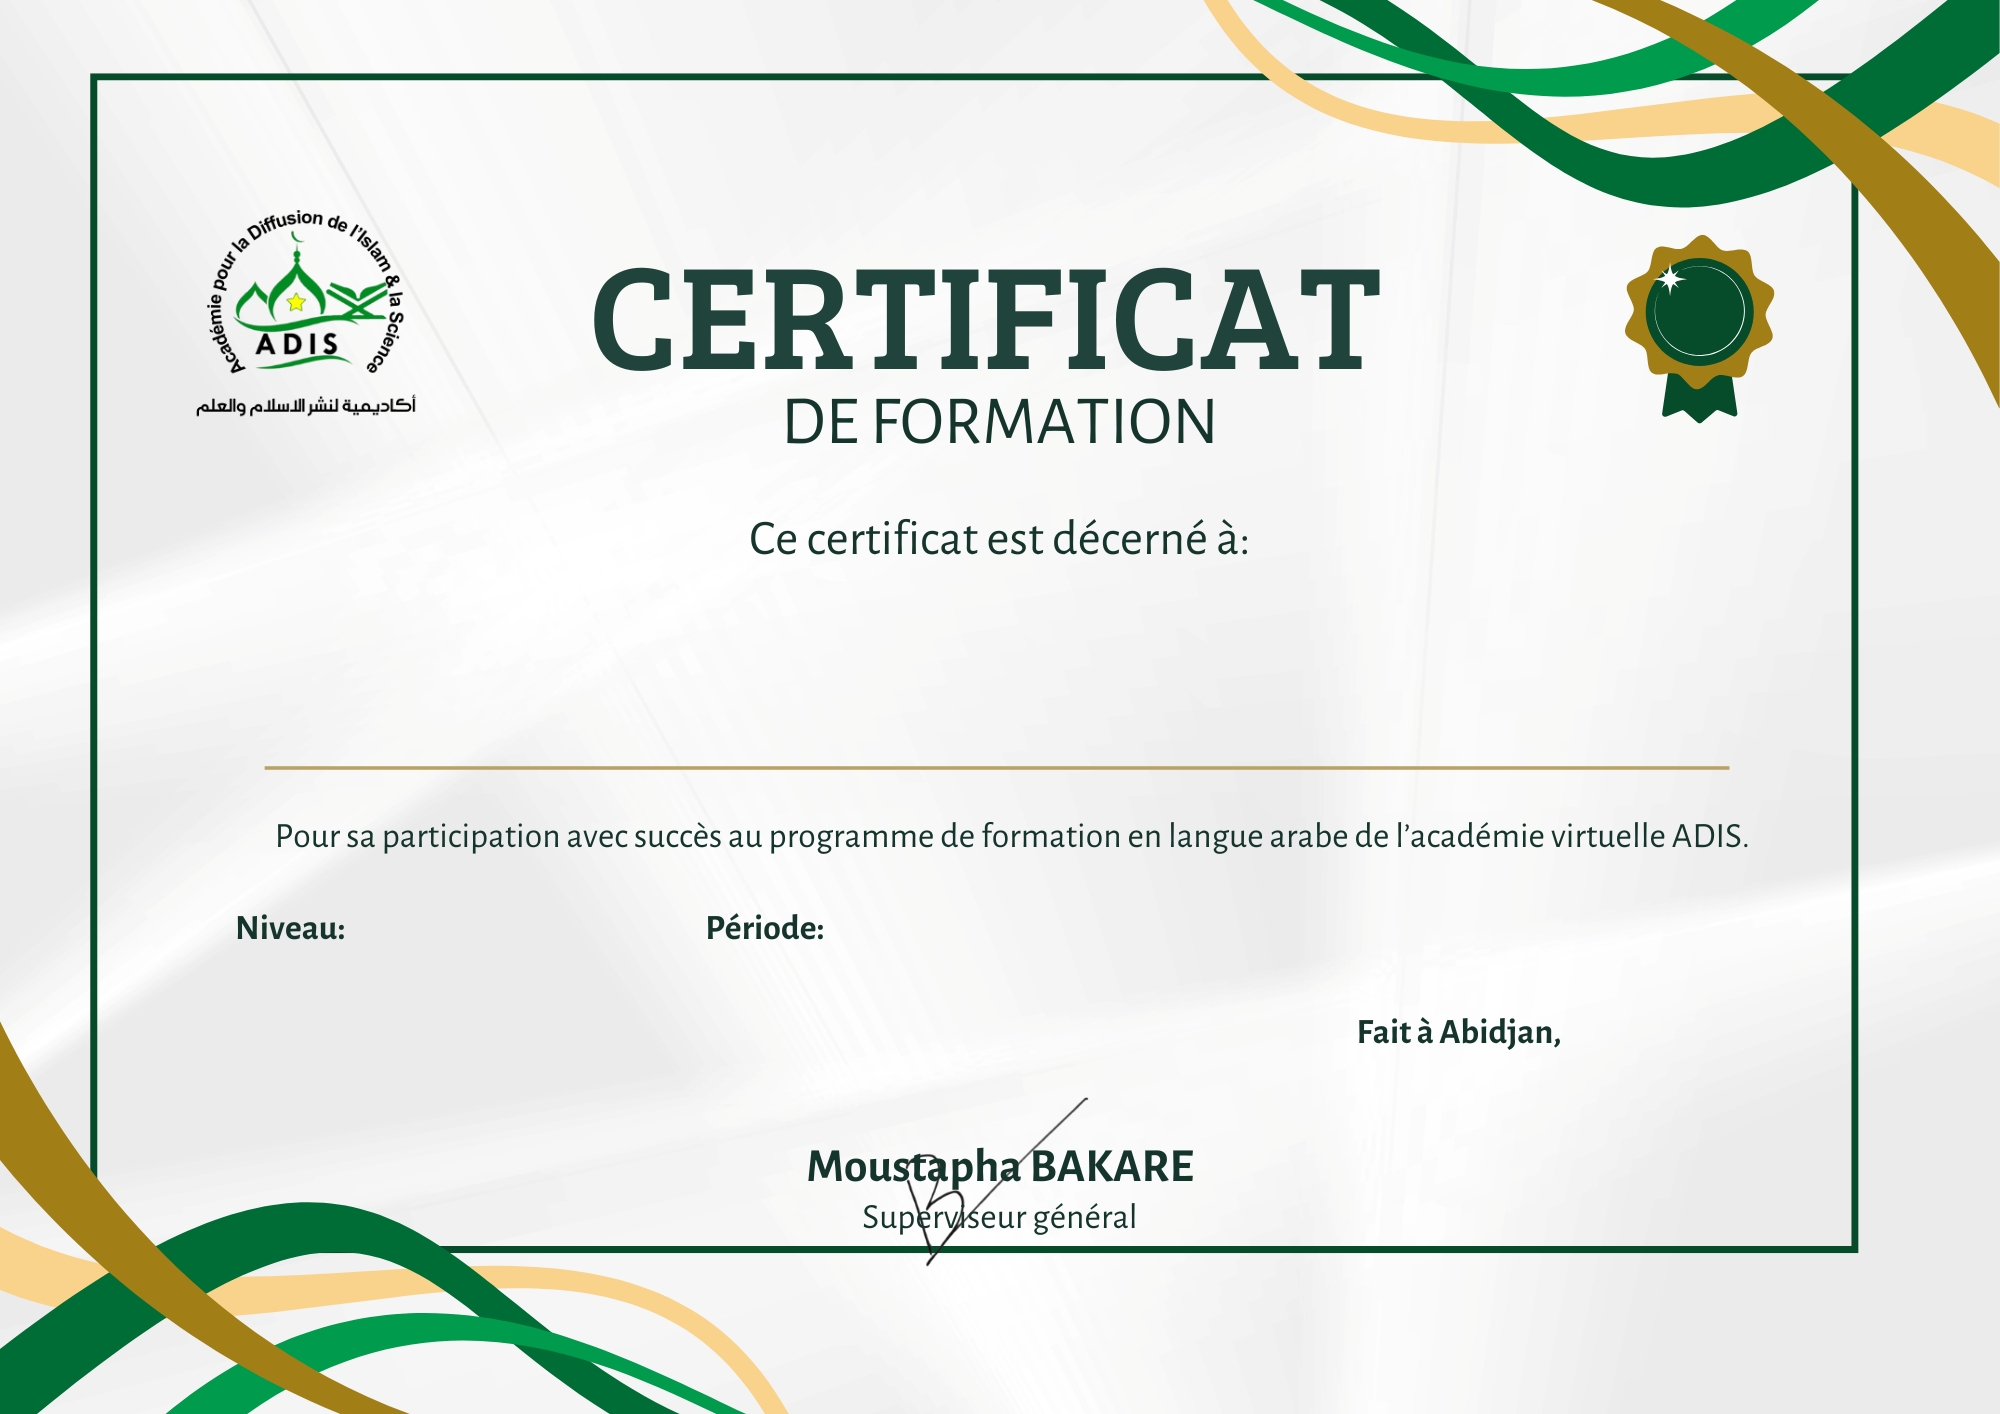 Académie pour la Diffusion de l'Islam & la Science
ADIS
أكاديمية لنشر الاسلام والعلم
CERTIFICAT
DE FORMATION
Ce certificat est décerné à:
Pour sa participation avec succès au programme de formation en langue arabe de l’académie virtuelle ADIS.
Niveau:
Période:
Fait à Abidjan,
Moustapha BAKARE
Superviseur général